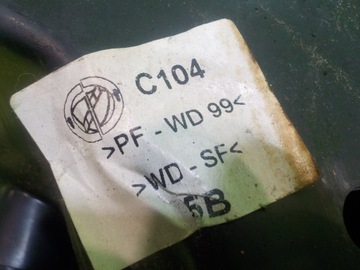 C104
>PF - WD 99<
>WD - SF<
5B